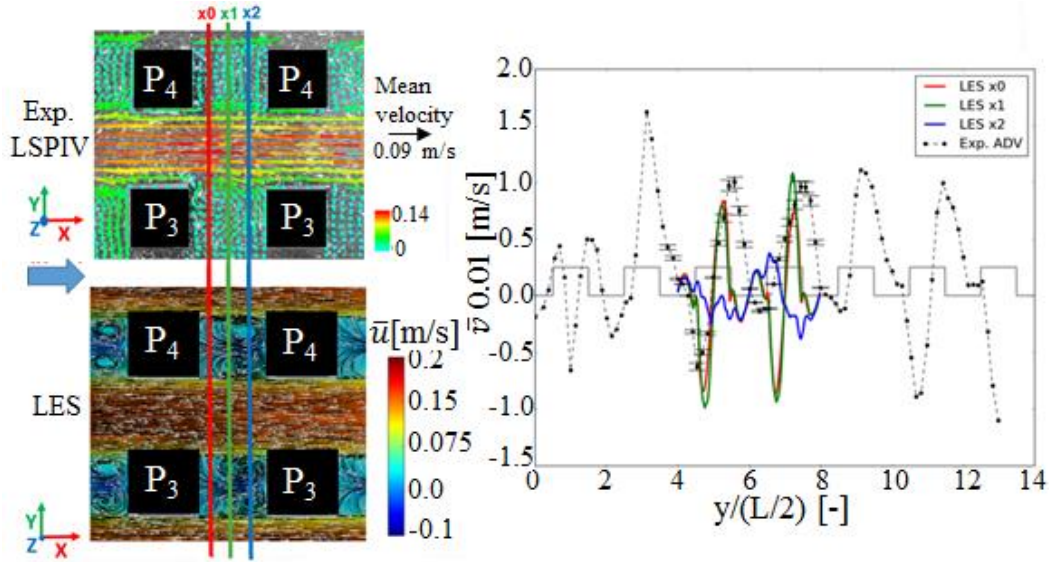 x0 x1 x2
P4 P4
Exp.
LSPIV
Mean
velocity
0.09 m/s
P3 P3
0.14
0
Y
Z
X
P4 P4
LES
P3 P3
Y
Z
X
ū[m/s]
0.2
0.15
0.075
0.0
-0.1
LES x0
LES x1
LES x2
Exp. ADV
2.0
1.5
1.0
0.5
0.0
-0.5
-1.0
-1.5
v̄ 0.01 [m/s]
0 2 4 6 8 9 10 11 12 13 14
y/(L/2) [-]